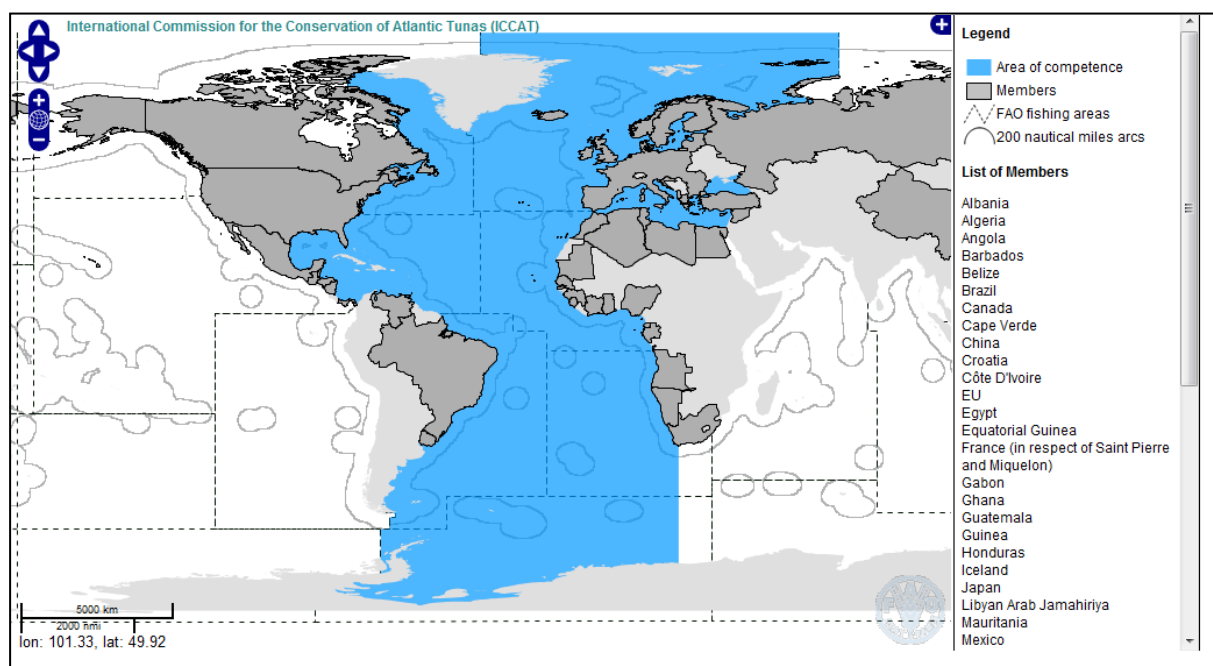 International Commission for the Conservation of Atlantic Tunas (ICCAT)
5000 km
2000 nmi
lon: 101.33, lat: 49.92
Legend
Area of competence
Members
FAO fishing areas
200 nautical miles arcs
List of Members
Albania
Algeria
Angola
Barbados
Belize
Brazil
Canada
Cape Verde
China
Croatia
Côte D'Ivoire
EU
Egypt
Equatorial Guinea
France (in respect of Saint Pierre
and Miquelon)
Gabon
Ghana
Guatemala
Guinea
Honduras
Iceland
Japan
Libyan Arab Jamahiriya
Mauritania
Mexico